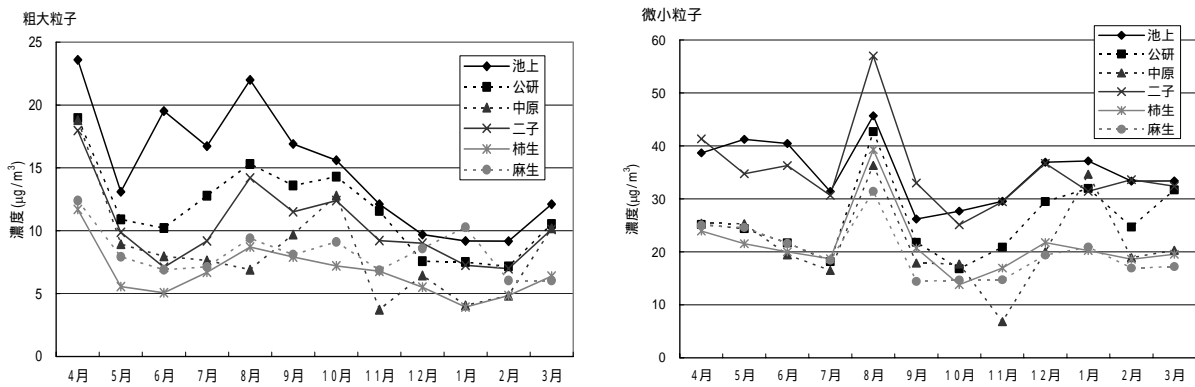 粗大粒子
25
20
15
10
5
0
濃度(μg/m³)
池上
公研
中原
二子
柿生
麻生
4月 5月 6月 7月 8月 9月 10月 11月 12月 1月 2月 3月
微小粒子
60
50
40
30
20
10
0
濃度(μg/m³)
池上
公研
中原
二子
柿生
麻生
4月 5月 6月 7月 8月 9月 10月 11月 12月 1月 2月 3月